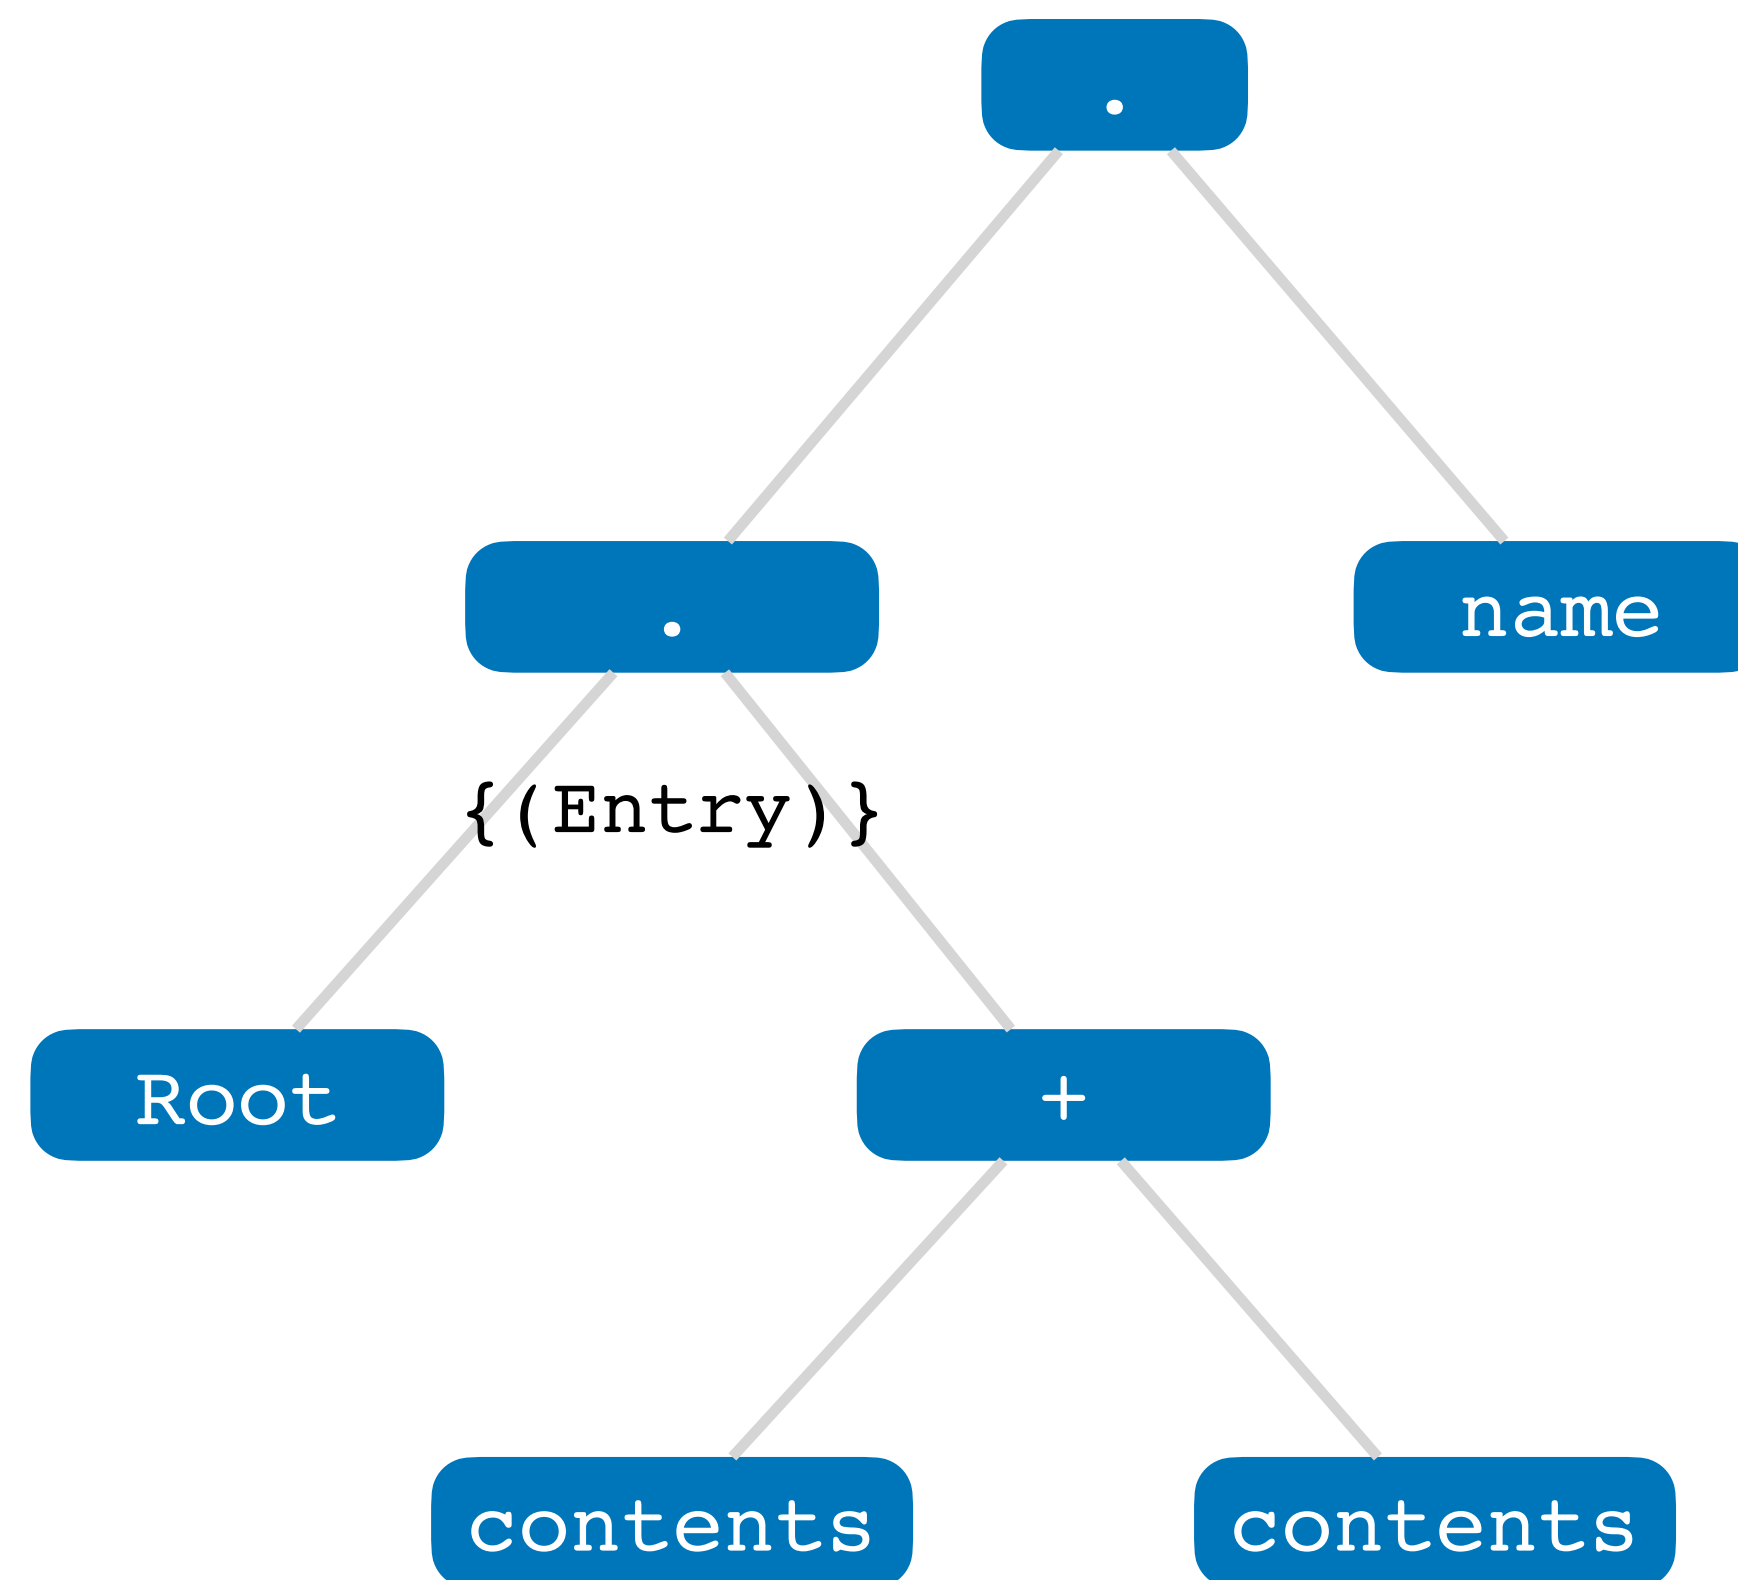 .
.
name
{(Entry)}
Root
+
contents
contents